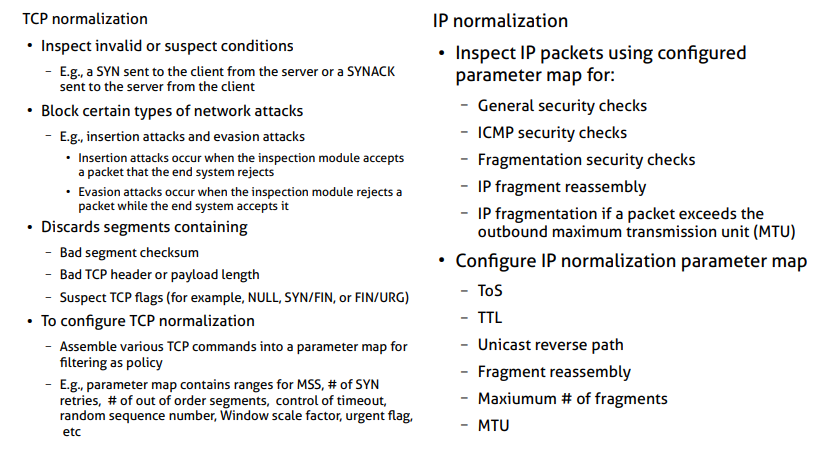 TCP normalization
• Inspect invalid or suspect conditions
– E.g., a SYN sent to the client from the server or a SYNACK
sent to the server from the client
• Block certain types of network attacks
– E.g., insertion attacks and evasion attacks
• Insertion attacks occur when the inspection module accepts
a packet that the end system rejects
• Evasion attacks occur when the inspection module rejects a
packet while the end system accepts it
• Discards segments containing
– Bad segment checksum
– Bad TCP header or payload length
– Suspect TCP flags (for example, NULL, SYN/FIN, or FIN/URG)
• To configure TCP normalization
– Assemble various TCP commands into a parameter map for
filtering as policy
– E.g., parameter map contains ranges for MSS, # of SYN
retries, # of out of order segments, control of timeout,
random sequence number, Window scale factor, urgent flag,
etc
IP normalization
• Inspect IP packets using configured
parameter map for:
– General security checks
– ICMP security checks
– Fragmentation security checks
– IP fragment reassembly
– IP fragmentation if a packet exceeds the
outbound maximum transmission unit (MTU)
• Configure IP normalization parameter map
– ToS
– TTL
– Unicast reverse path
– Fragment reassembly
– Maxiumum # of fragments
– MTU